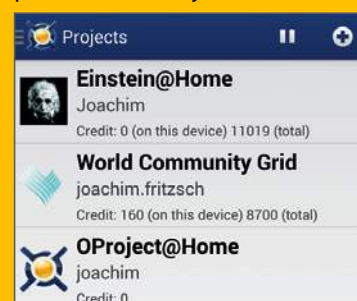 Projects
Einstein@Home
Joachim
Credit: 0 (on this device) 11019 (total)
World Community Grid
joachim.fritzsch
Credit: 160 (on this device) 8700 (total)
OProject@Home
joachim
Credit: 0